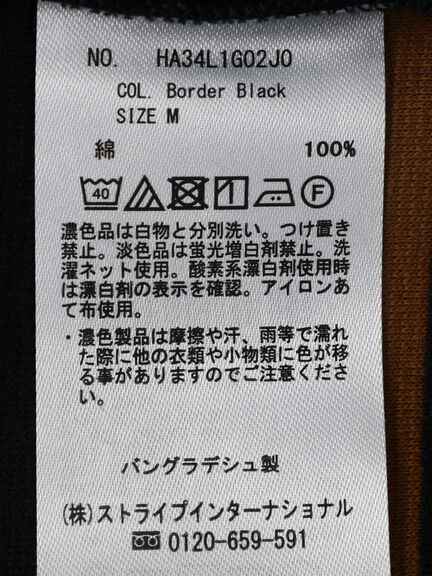 NO. HA34L1G02J0
COL. Border Black
SIZE M
綿 100%
40 F
濃色品は白物と分別洗い。つけ置き
禁止。淡色品は蛍光増白剤禁止。洗
濯ネット使用。酸素系漂白剤使用時
は漂白剤の表示を確認。アイロンあ
て布使用。
・濃色製品は摩擦や汗、雨等で濡れ
た際に他の衣類や小物類に色が移
る事がありますのでご注意くださ
い。
バングラデシュ製
(株)ストライプインターナショナル
0120-659-591